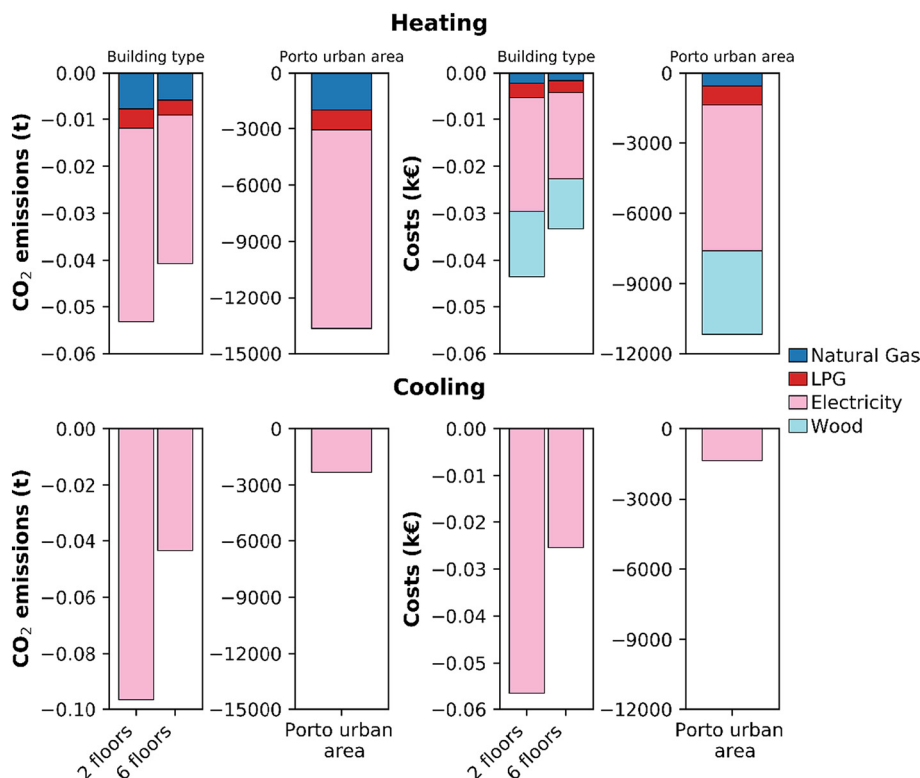 Heating
Building type
Porto urban area
Building type
Porto urban area
CO₂ emissions (t)
0.00
−0.01
−0.02
−0.03
−0.04
−0.05
−0.06
0
−3000
−6000
−9000
−12000
−15000
Costs (k€)
0.00
−0.01
−0.02
−0.03
−0.04
−0.05
−0.06
0
−3000
−6000
−9000
−12000
Natural Gas
LPG
Electricity
Wood
Cooling
CO₂ emissions (t)
0.00
−0.02
−0.04
−0.06
−0.08
−0.10
2 floors
6 floors
0
−3000
−6000
−9000
−12000
−15000
Porto urban
area
Costs (k€)
0.00
−0.01
−0.02
−0.03
−0.04
−0.05
−0.06
2 floors
6 floors
0
−3000
−6000
−9000
−12000
Porto urban
area